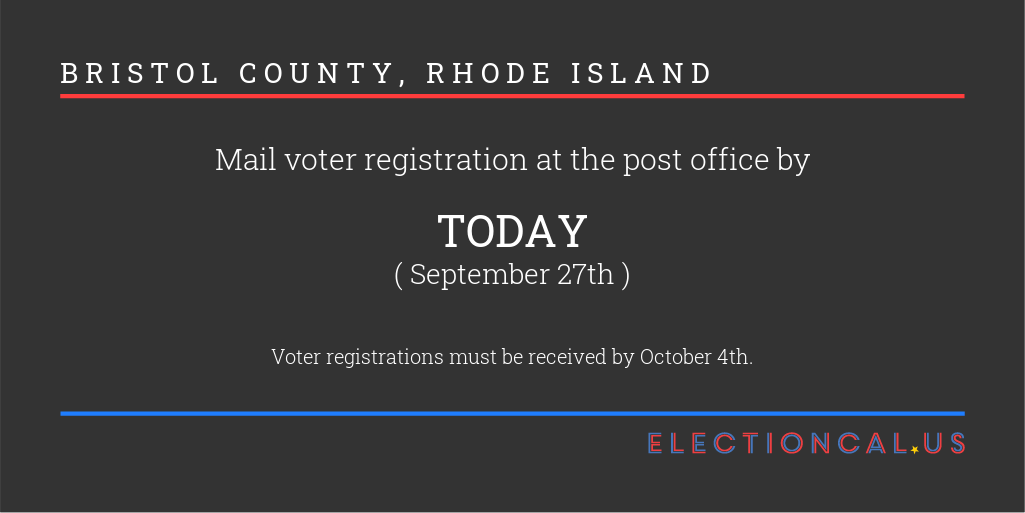 BRISTOL COUNTY, RHODE ISLAND
Mail voter registration at the post office by
TODAY
( September 27th )
Voter registrations must be received by October 4th.
ELECTIONCAL.US